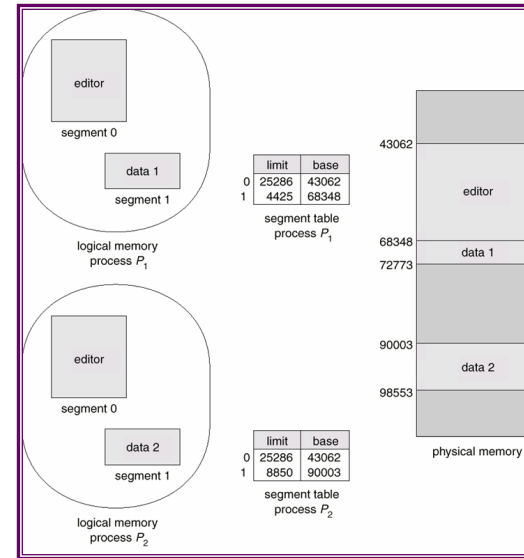 editor
segment 0
data 1
segment 1
logical memory
process P1
limit base
0 25286 43062
1 4425 68348
segment table
process P1
editor
segment 0
data 2
segment 1
logical memory
process P2
limit base
0 25286 43062
1 8850 90003
segment table
process P2
43062
editor
68348
data 1
72773
90003
data 2
98553
physical memory